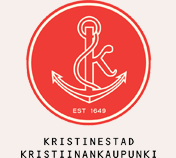 K
EST 1649
KRISTINESTAD
KRISTIINANKAUPUNKI